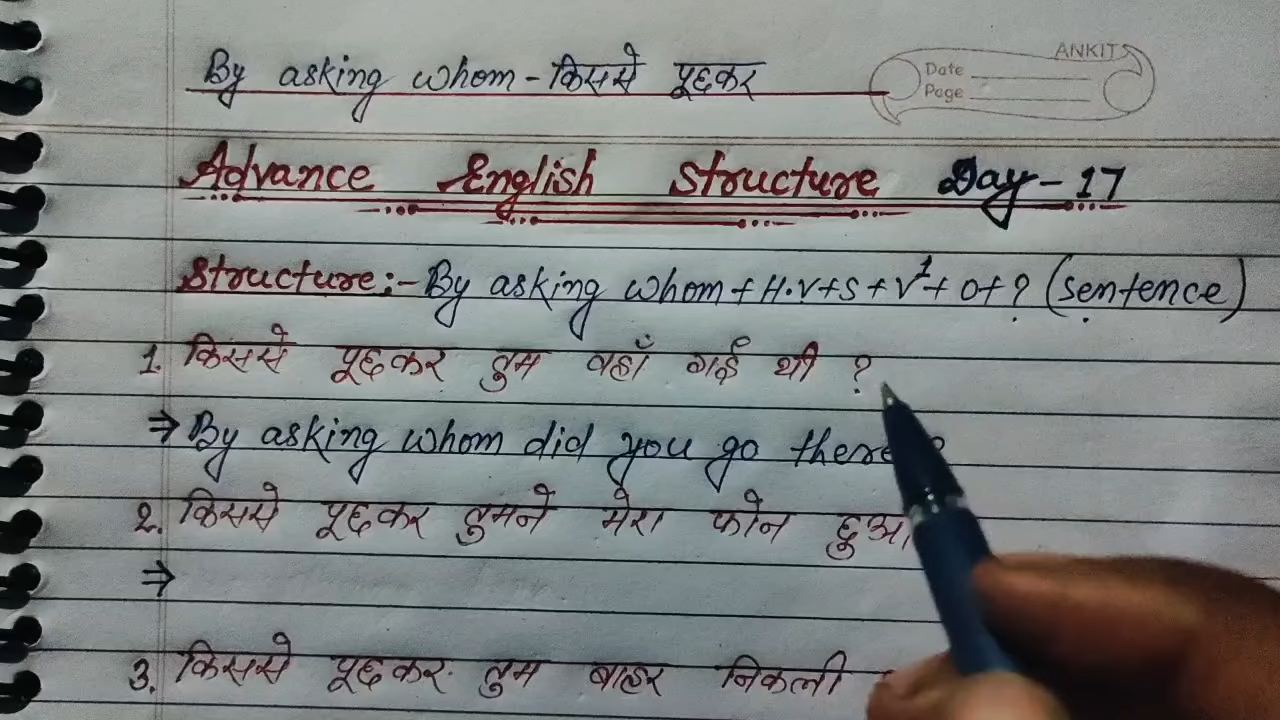 By asking whom - किससे पूछकर
ANKIT
Date
Page
Advance English Structure Day-17
Structure:- By asking whom + H.V + S + V¹ + O + ? (sentence)
1. किससे पूछकर तुम वहाँ गई थी ?
⇒ By asking whom did you go there ?
2. किससे पूछकर तुमने मेरा फोन छुआ
⇒
3. किससे पूछकर तुम बाहर निकली